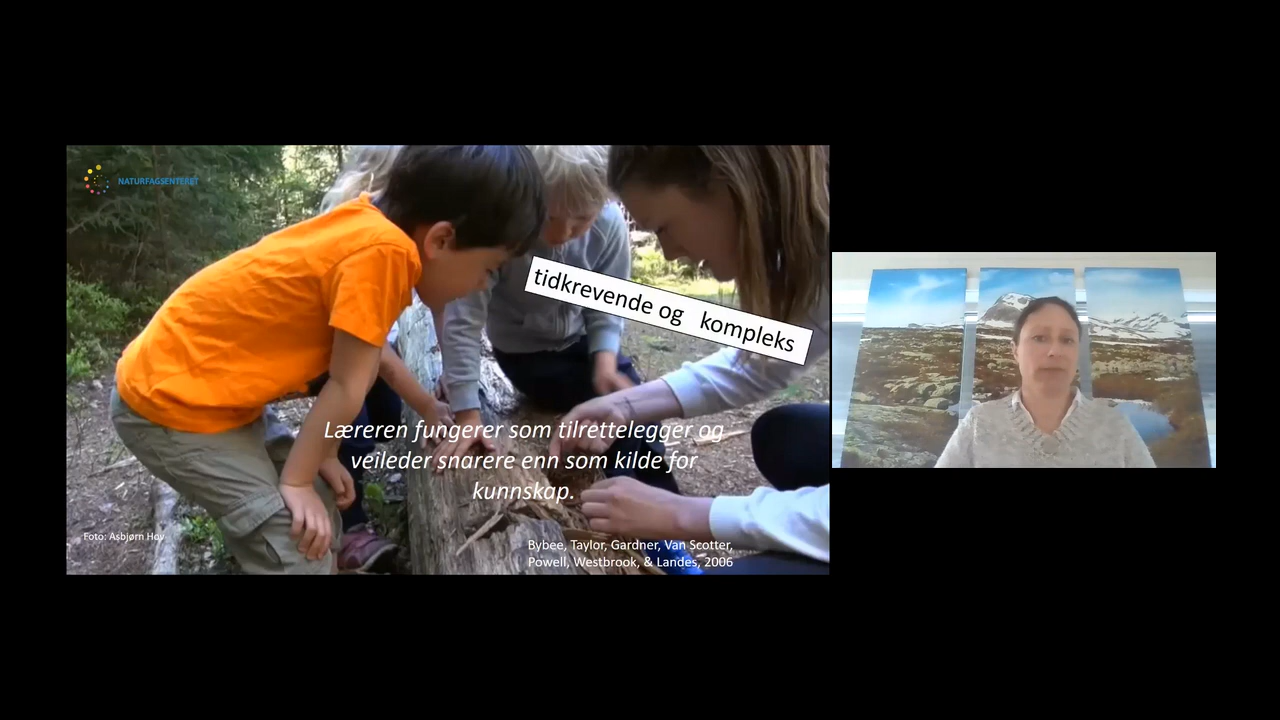 NATURFAGSENTERET
tidkrevende og kompleks
Læreren fungerer som tilrettelegger og
veileder snarere enn som kilde for
kunnskap.
Foto: Asbjørn Hov
Bybee, Taylor, Gardner, Van Scotter,
Powell, Westbrook, & Landes, 2006